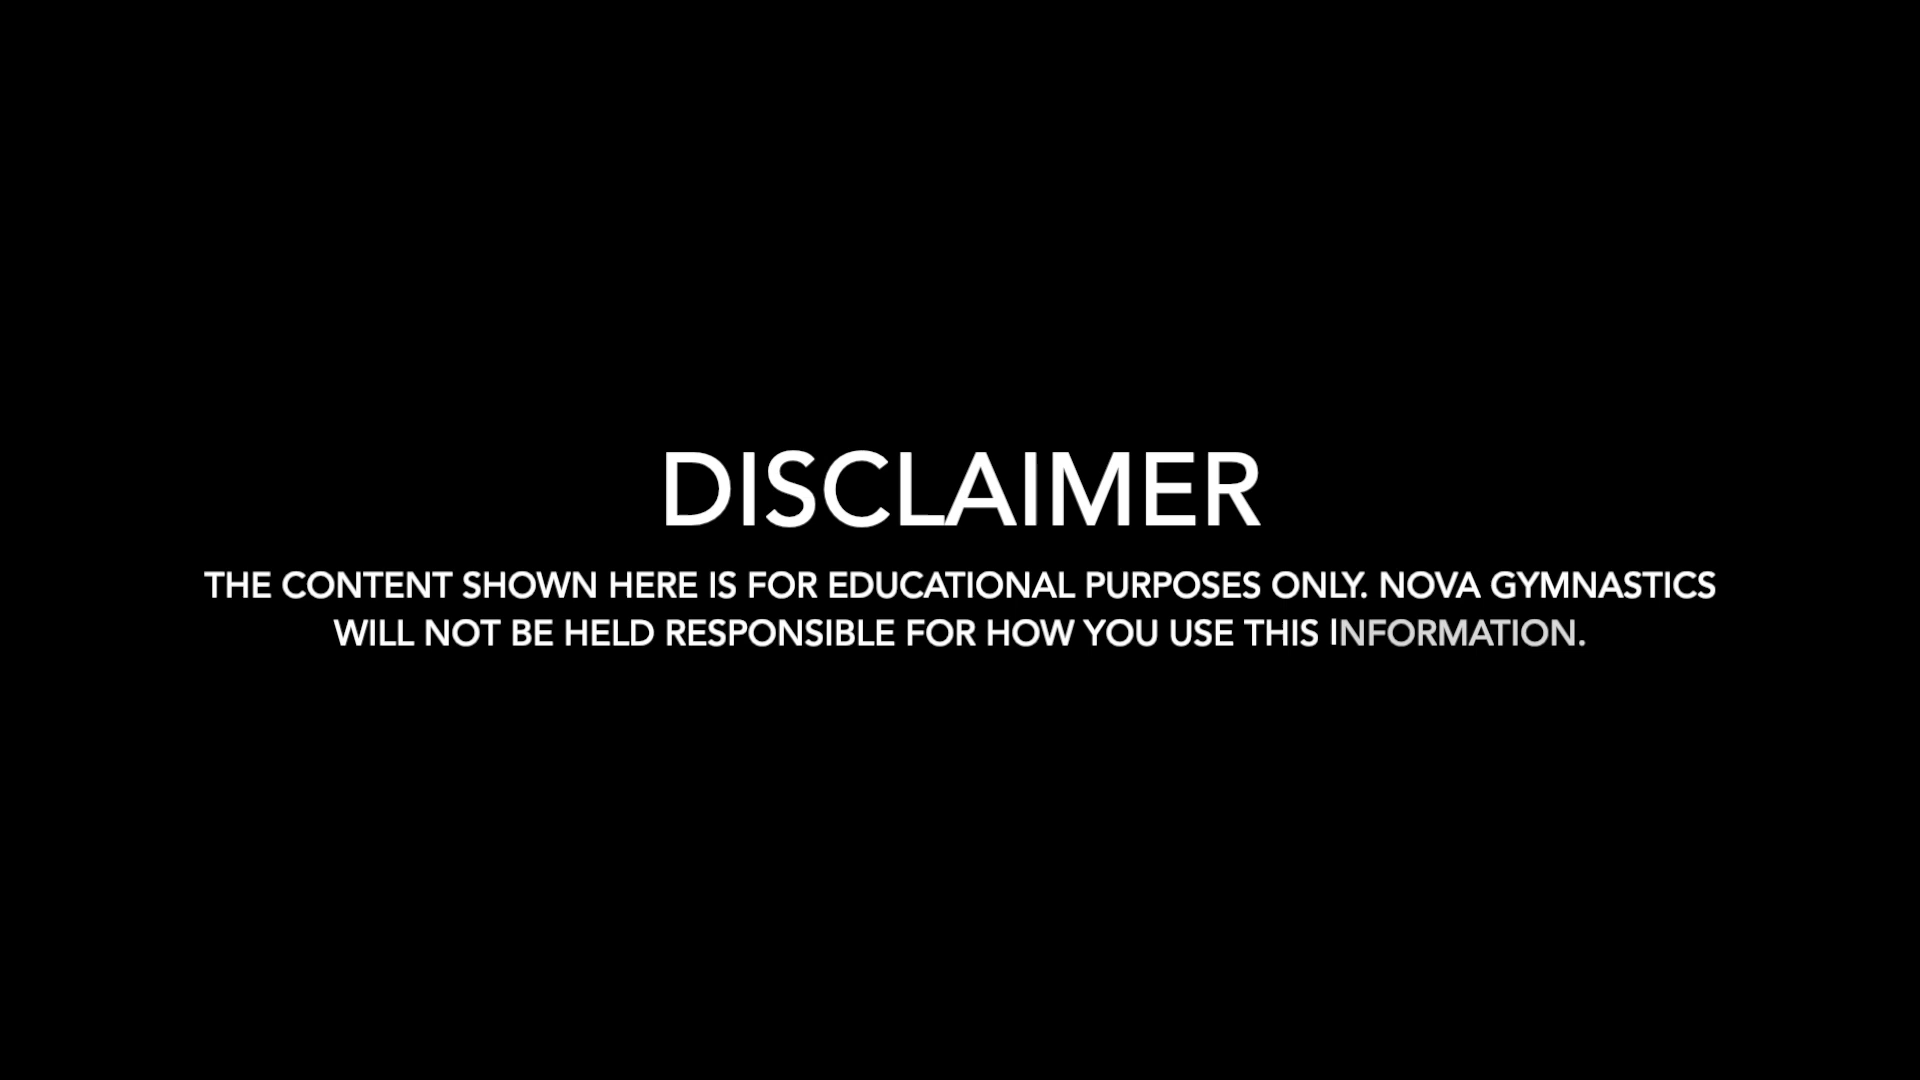 DISCLAIMER
THE CONTENT SHOWN HERE IS FOR EDUCATIONAL PURPOSES ONLY. NOVA GYMNASTICS
WILL NOT BE HELD RESPONSIBLE FOR HOW YOU USE THIS INFORMATION.